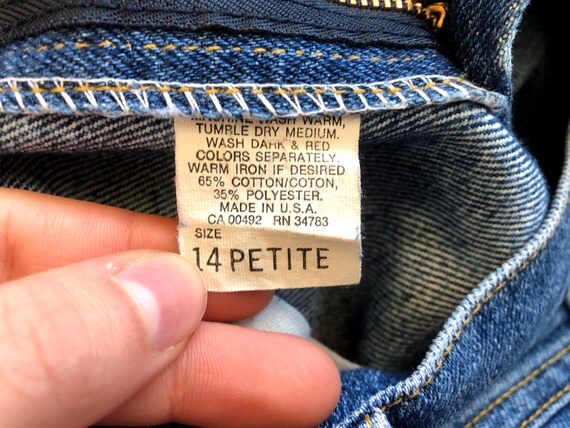 MACHINE WASH WARM,
TUMBLE DRY MEDIUM.
WASH DARK & RED
COLORS SEPARATELY.
WARM IRON IF DESIRED
65% COTTON/COTON,
35% POLYESTER.
MADE IN U.S.A.
CA 00492 RN 34783
SIZE
14 PETITE